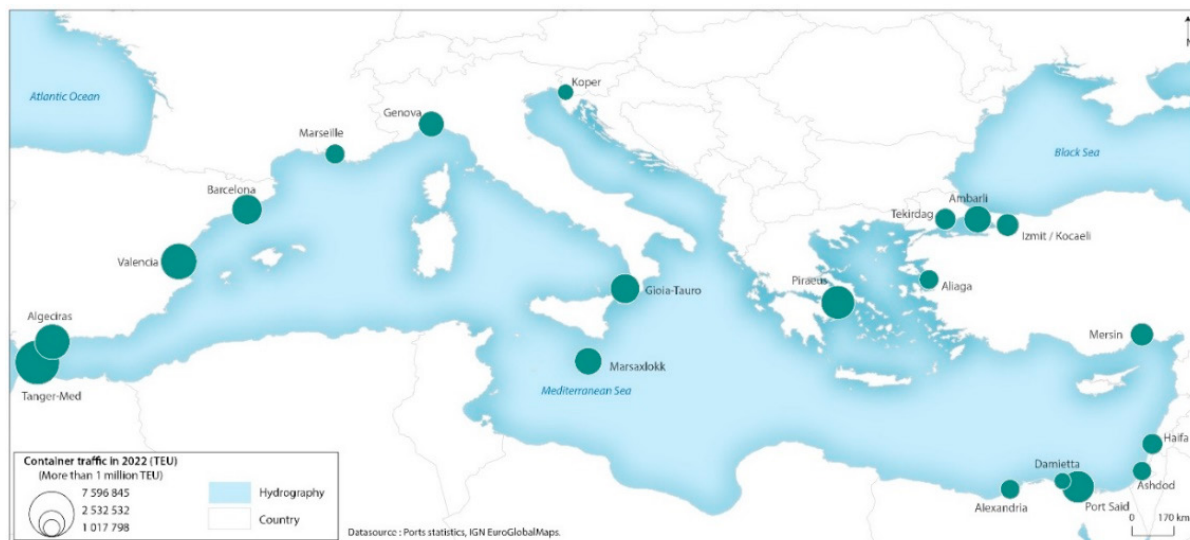 N
Atlantic Ocean
Koper
Genova
Marseille
Black Sea
Barcelona
Ambarli
Tekirdag
Izmit / Kocaeli
Valencia
Gioia-Tauro
Piraeus
Aliaga
Algeciras
Mersin
Marsaxlokk
Mediterranean Sea
Tanger-Med
Haifa
Damietta
Ashdod
Alexandria
Port Said
0 170 km
Container traffic in 2022 (TEU)
(More than 1 million TEU)
7 596 845
2 532 532
1 017 798
Hydrography
Country
Datasource : Ports statistics, IGN EuroGlobalMaps.